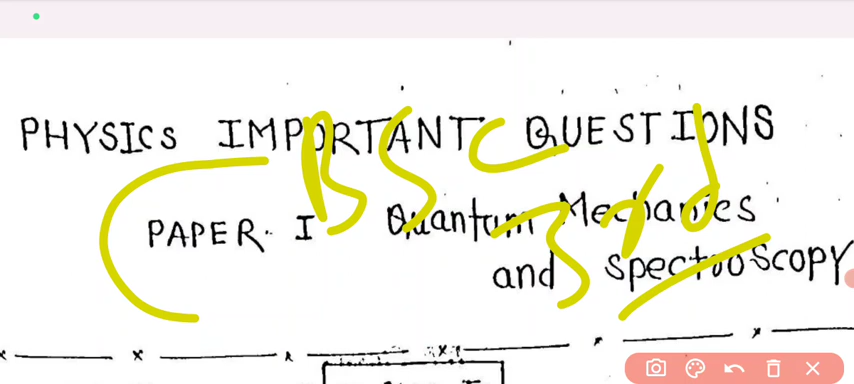 PHYSICS IMPORTANT QUESTIONS
BSC
PAPER. I Quantum Mechanics
3rd
and Spectroscopy